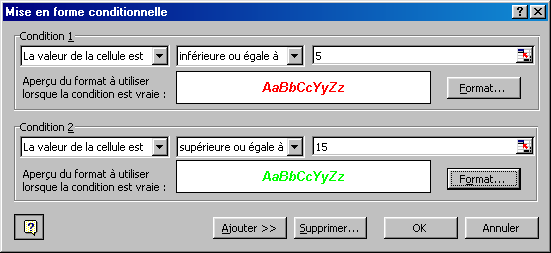 Mise en forme conditionnelle
Condition 1
La valeur de la cellule est inférieure ou égale à 5
Aperçu du format à utiliser
lorsque la condition est vraie :
AaBbCcYyZz
Format...
Condition 2
La valeur de la cellule est supérieure ou égale à 15
Aperçu du format à utiliser
lorsque la condition est vraie :
AaBbCcYyZz
Format...
? Ajouter >> Supprimer... OK Annuler